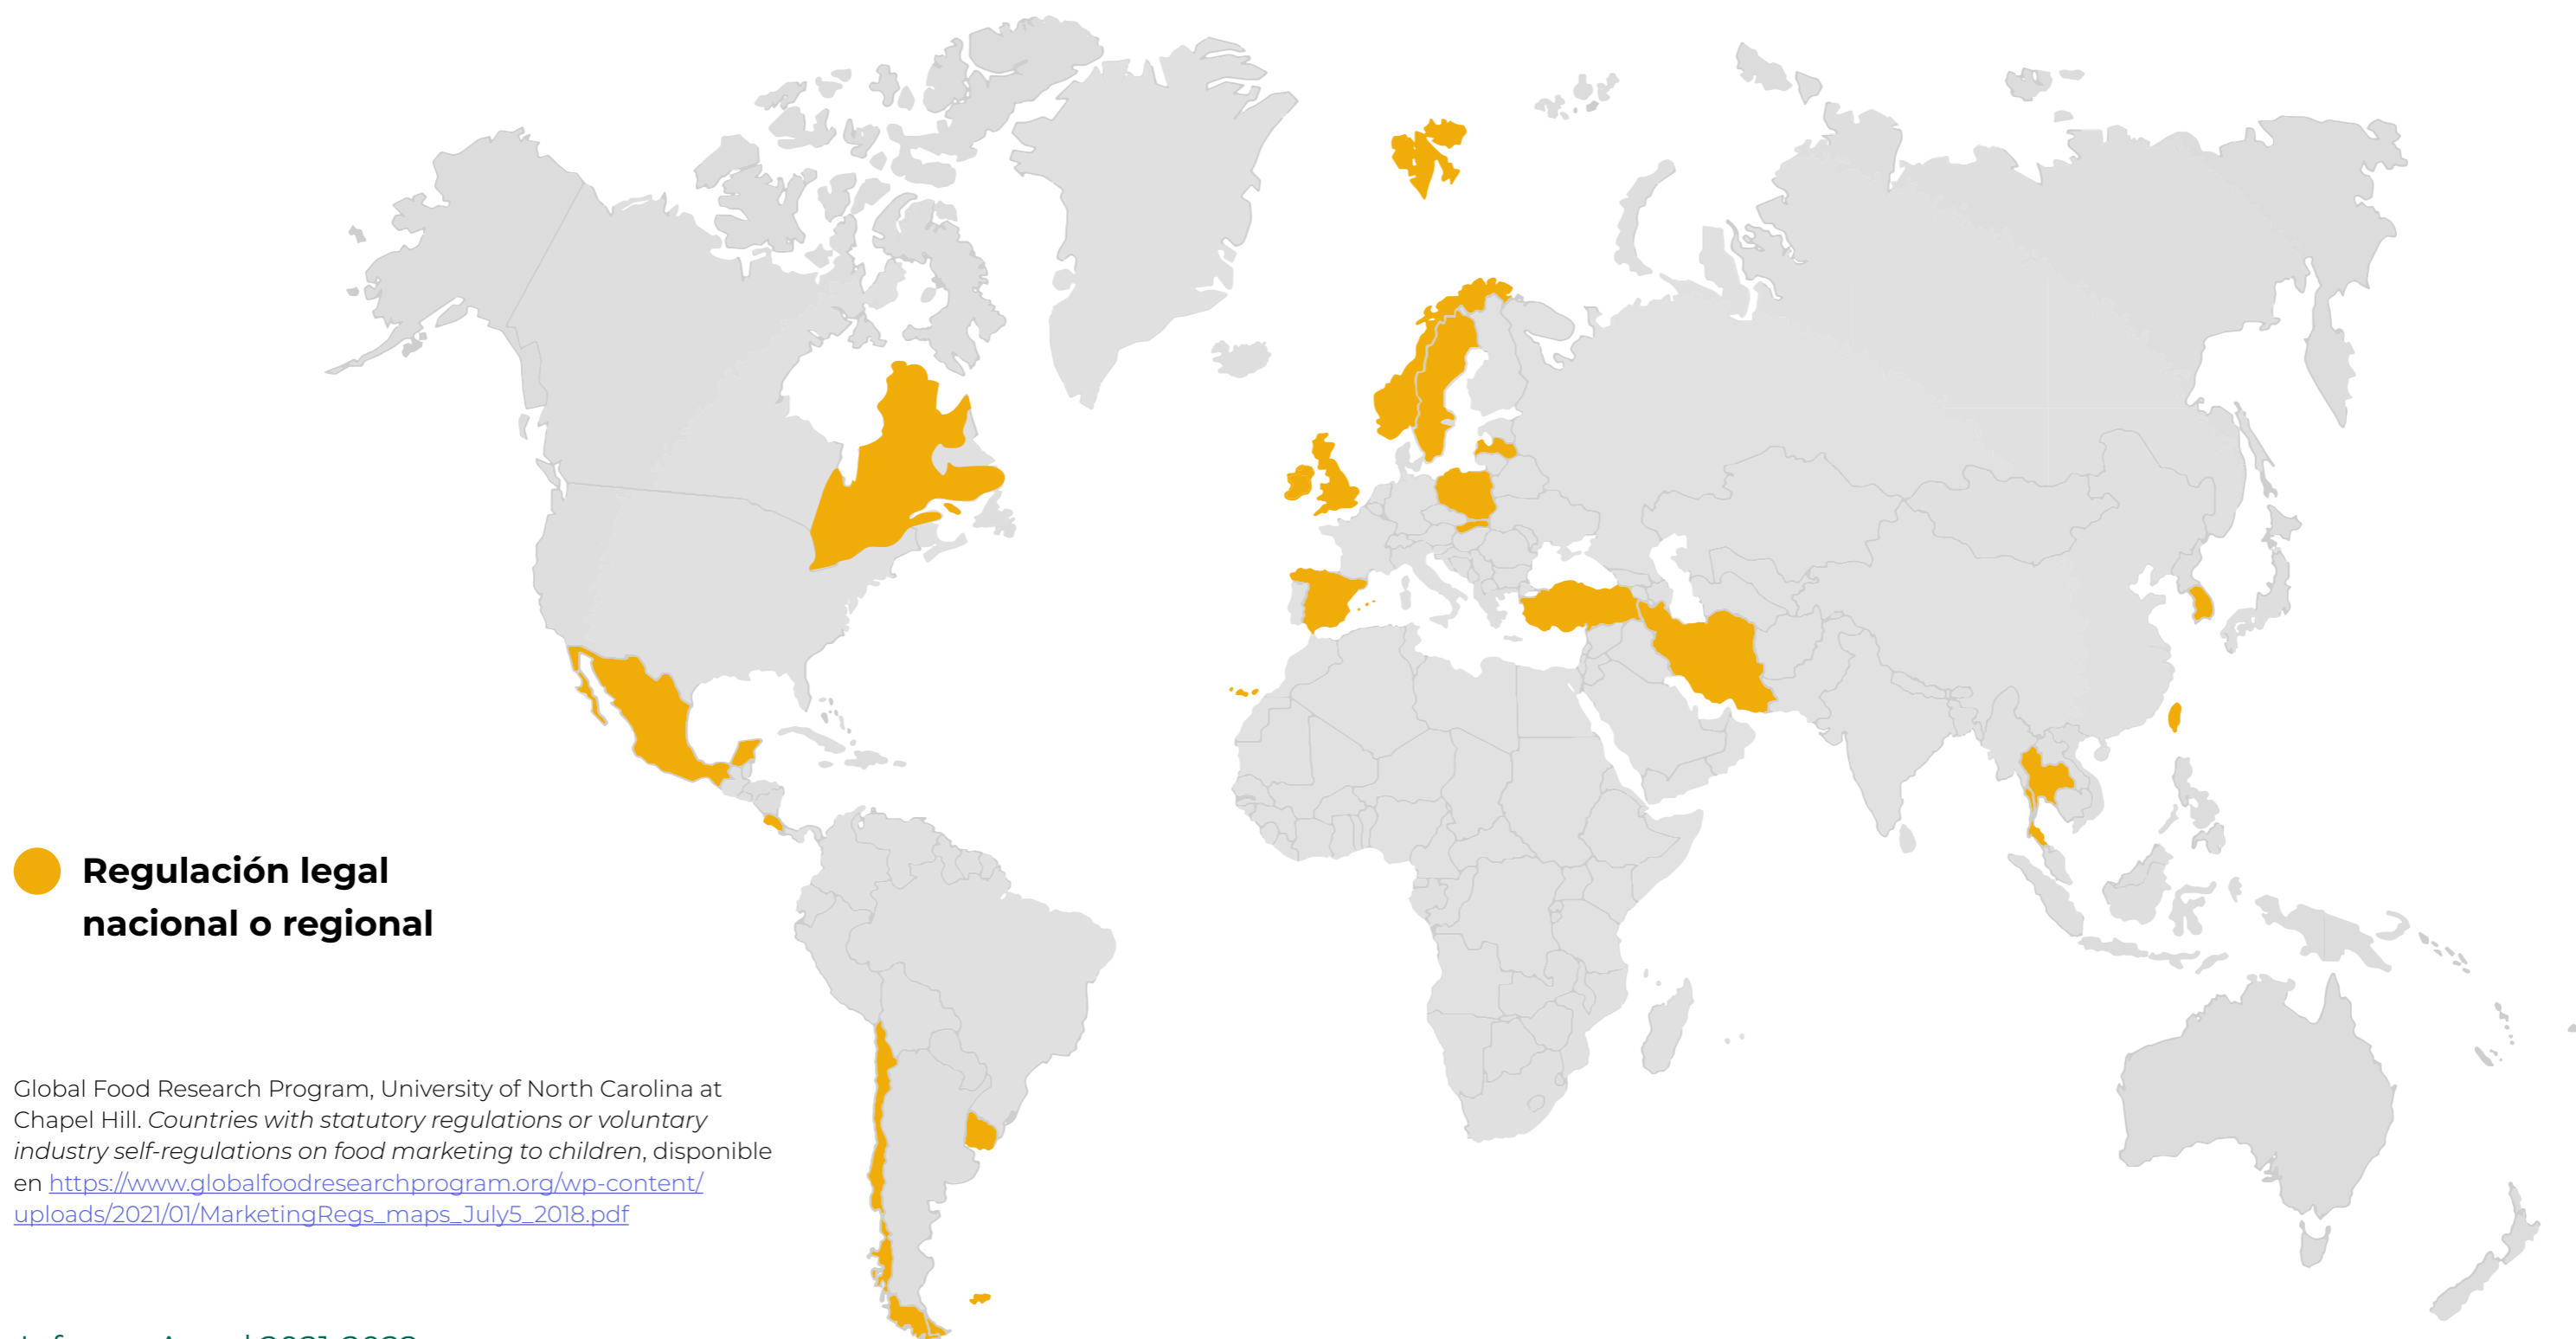 Regulación legal
nacional o regional
Global Food Research Program, University of North Carolina at
Chapel Hill. Countries with statutory regulations or voluntary
industry self-regulations on food marketing to children, disponible
en https://www.globalfoodresearchprogram.org/wp-content/
uploads/2021/01/MarketingRegs_maps_July5_2018.pdf